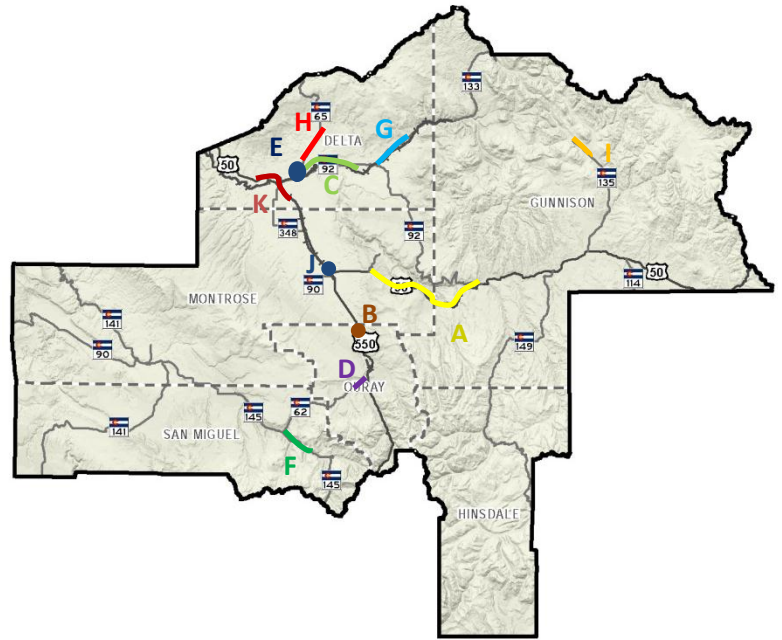 133
65
H
G
DELTA
E
I
50
92
C
135
K
GUNNISON
348
92
J
50
114
90
50
MONTROSE
B
141
A
149
550
90
D
OURAY
145
62
141
SAN MIGUEL
F
145
HINSDALE